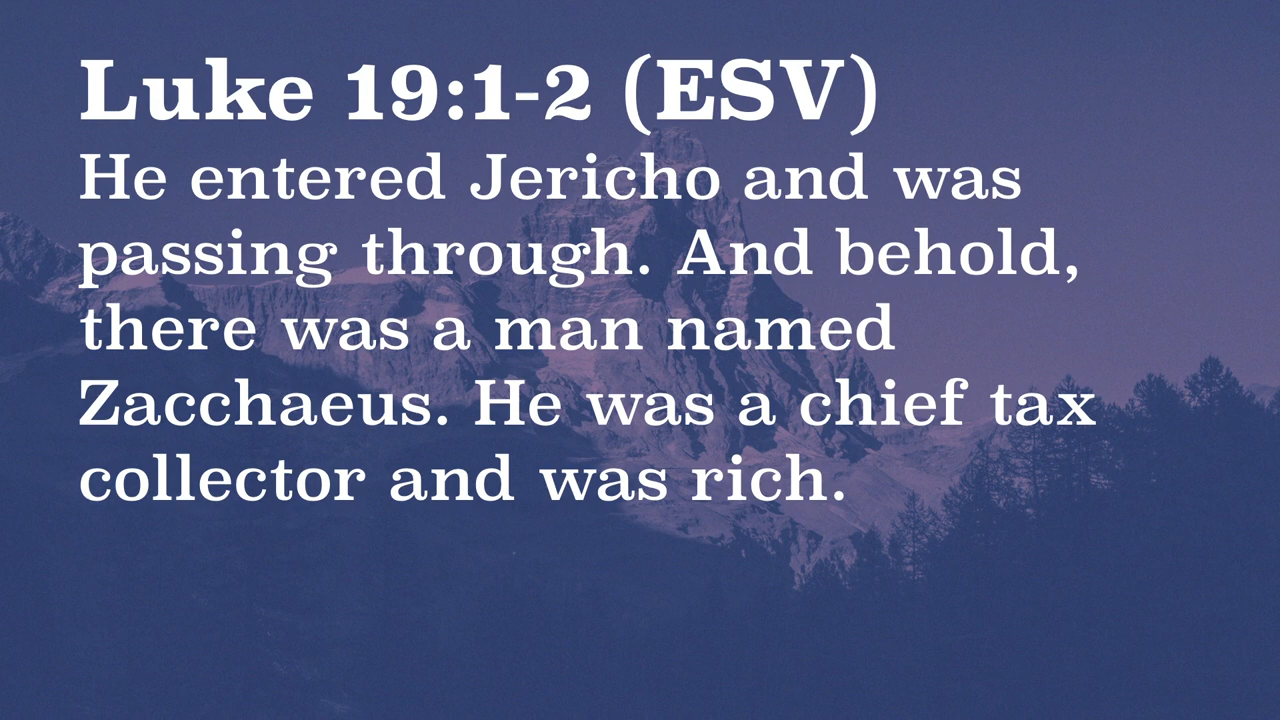 Luke 19:1-2 (ESV)
He entered Jericho and was
passing through. And behold,
there was a man named
Zacchaeus. He was a chief tax
collector and was rich.